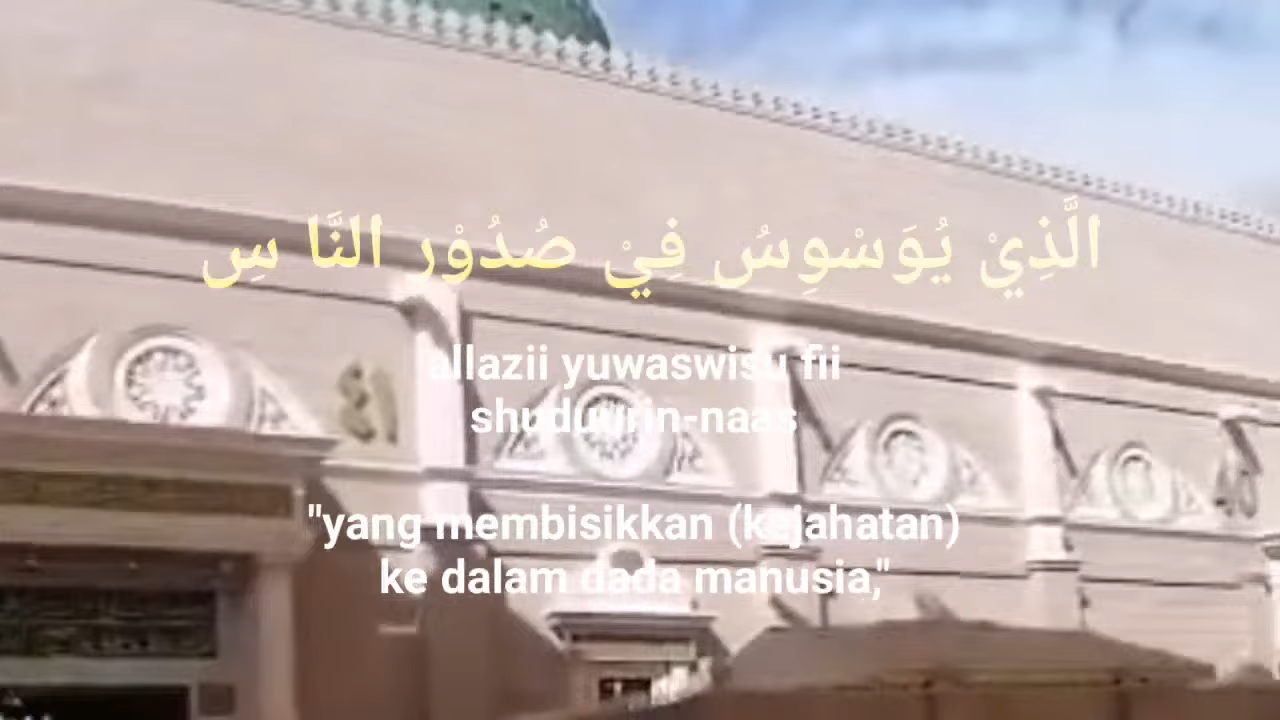 الَّذِيْ يُوَسْوِسُ فِيْ صُدُوْرِ النَّا سِ
allazii yuwaswisu fii
shuduurin-naas
"yang membisikkan (kejahatan)
ke dalam dada manusia,"